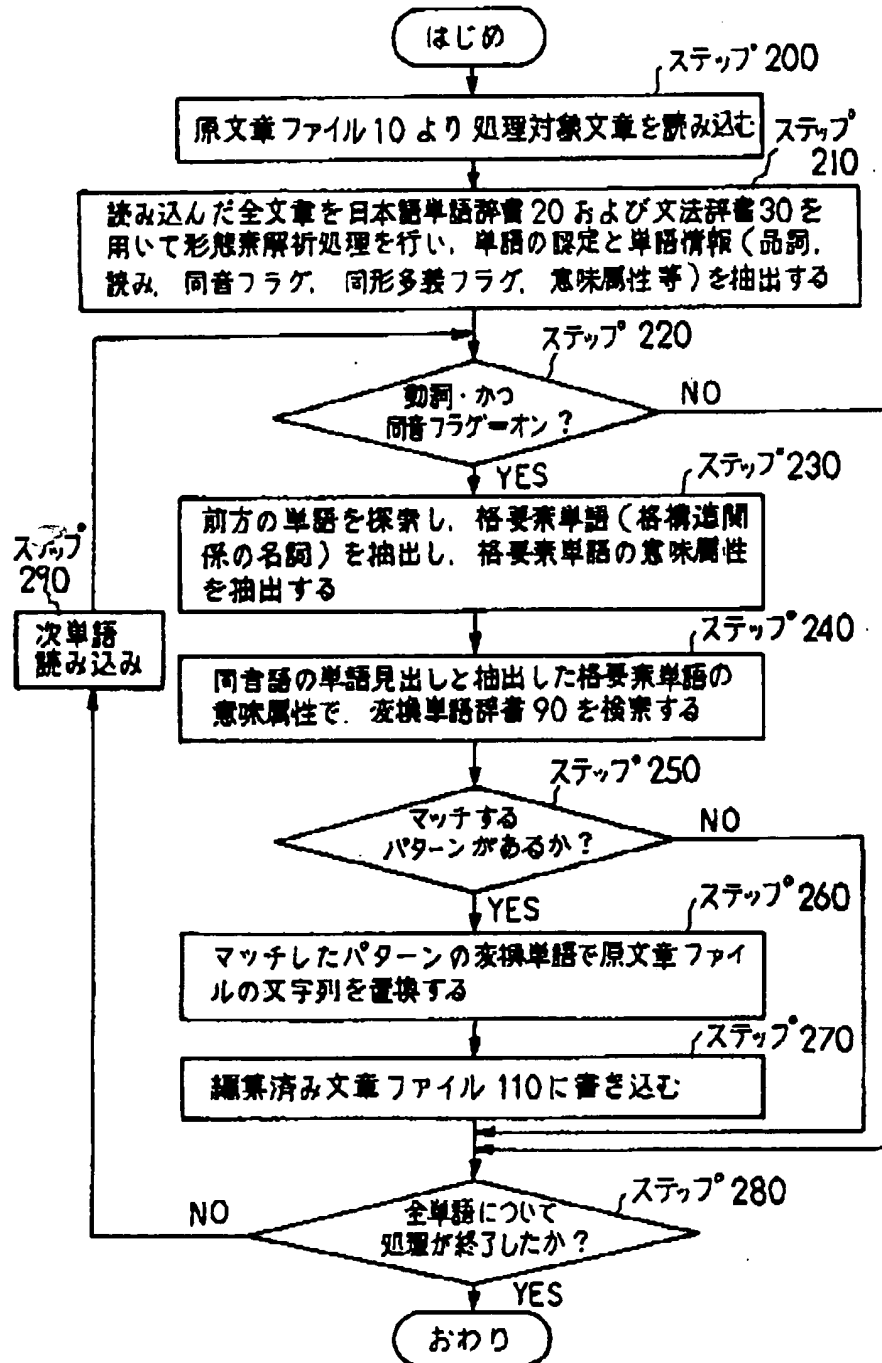 はじめ
ステップ200
原文章ファイル10より処理対象文章を読み込む
ステップ
210
読み込んだ全文章を日本語単語辞書20および文法辞書30を
用いて形態素解析処理を行い、単語の認定と単語情報(品詞、
読み、同音フラグ、同形多義フラグ、意味属性等)を抽出する
ステップ220
動詞・かつ
同音フラグ=オン?
NO
YES
ステップ230
前方の単語を探索し、格要素単語(格構造関
係の名詞)を抽出し、格要素単語の意味属性
を抽出する
ステップ
290
次単語
読み込み
ステップ240
同音語の単語見出しと抽出した格要素単語の
意味属性で、変換単語辞書90を検索する
ステップ250
マッチする
パターンがあるか?
NO
YES
ステップ260
マッチしたパターンの変換単語で原文章ファイ
ルの文字列を置換する
ステップ270
編集済み文章ファイル110に書き込む
ステップ280
全単語について
処理が終了したか?
NO
YES
おわり